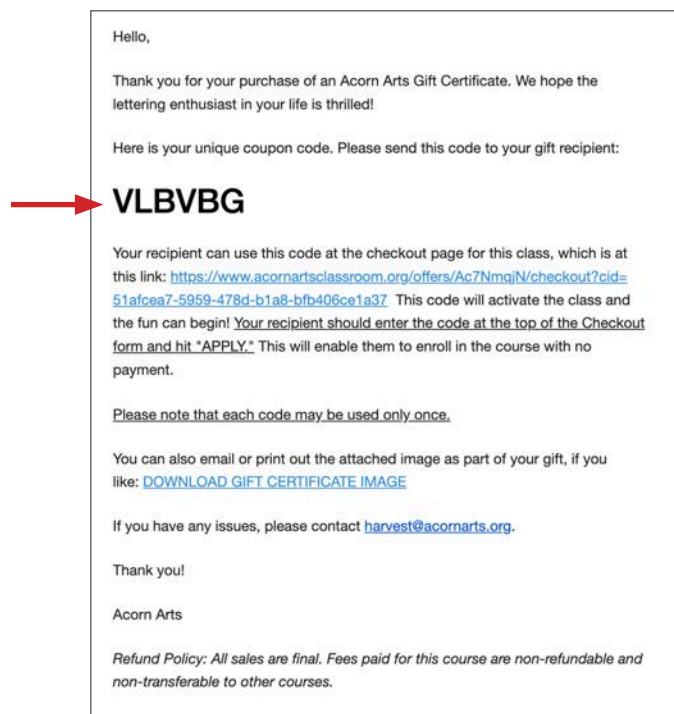 Hello,
Thank you for your purchase of an Acorn Arts Gift Certificate. We hope the
lettering enthusiast in your life is thrilled!
Here is your unique coupon code. Please send this code to your gift recipient:
VLBVBG
Your recipient can use this code at the checkout page for this class, which is at
this link: https://www.acornartsclassroom.org/offers/Ac7NmqjN/checkout?cid=
51afcea7-5959-478d-b1a8-bfb406ce1a37 This code will activate the class and
the fun can begin! Your recipient should enter the code at the top of the Checkout
form and hit "APPLY." This will enable them to enroll in the course with no
payment.
Please note that each code may be used only once.
You can also email or print out the attached image as part of your gift, if you
like: DOWNLOAD GIFT CERTIFICATE IMAGE
If you have any issues, please contact harvest@acornarts.org.
Thank you!
Acorn Arts
Refund Policy: All sales are final. Fees paid for this course are non-refundable and
non-transferable to other courses.